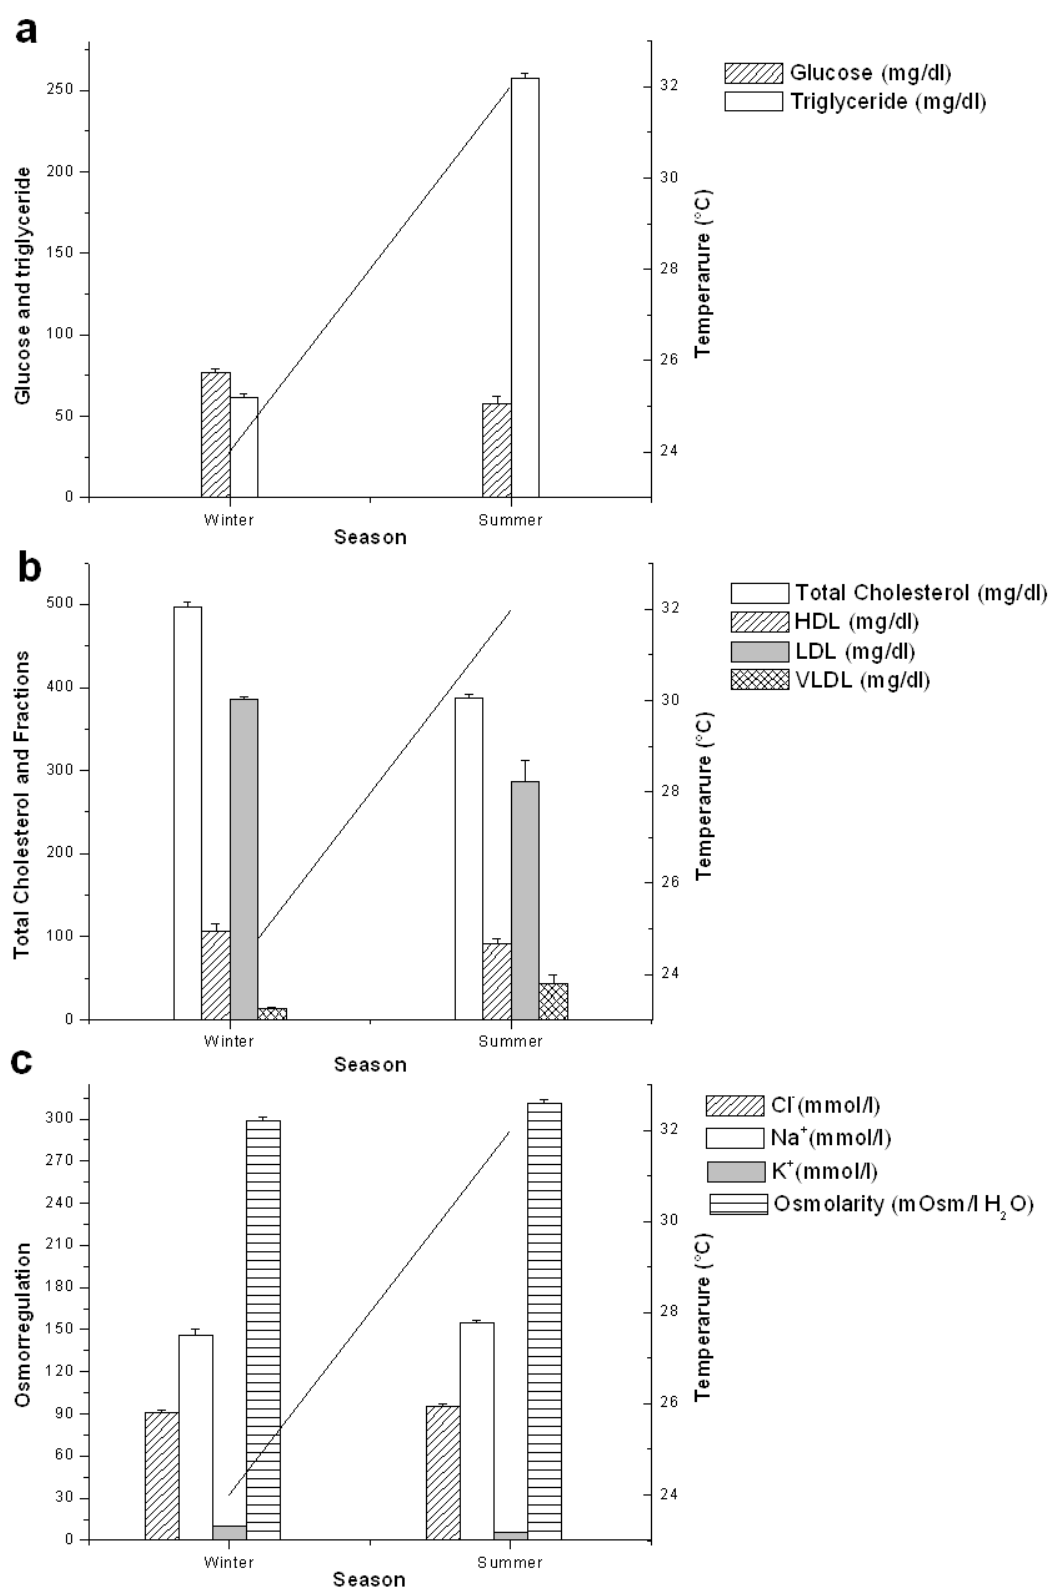 a
Glucose (mg/dl)
Triglyceride (mg/dl)
Glucose and triglyceride
250
200
150
100
50
0
32
30
28
26
24
Temperarure (°C)
Winter
Summer
Season
b
Total Cholesterol (mg/dl)
HDL (mg/dl)
LDL (mg/dl)
VLDL (mg/dl)
Total Cholesterol and Fractions
500
400
300
200
100
0
32
30
28
26
24
Temperarure (°C)
Winter
Summer
Season
c
Cl⁻(mmol/l)
Na⁺(mmol/l)
K⁺(mmol/l)
Osmolarity (mOsm/l H₂O)
Osmorregulation
300
270
240
210
180
150
120
90
60
30
0
32
30
28
26
24
Temperarure (°C)
Winter
Summer
Season